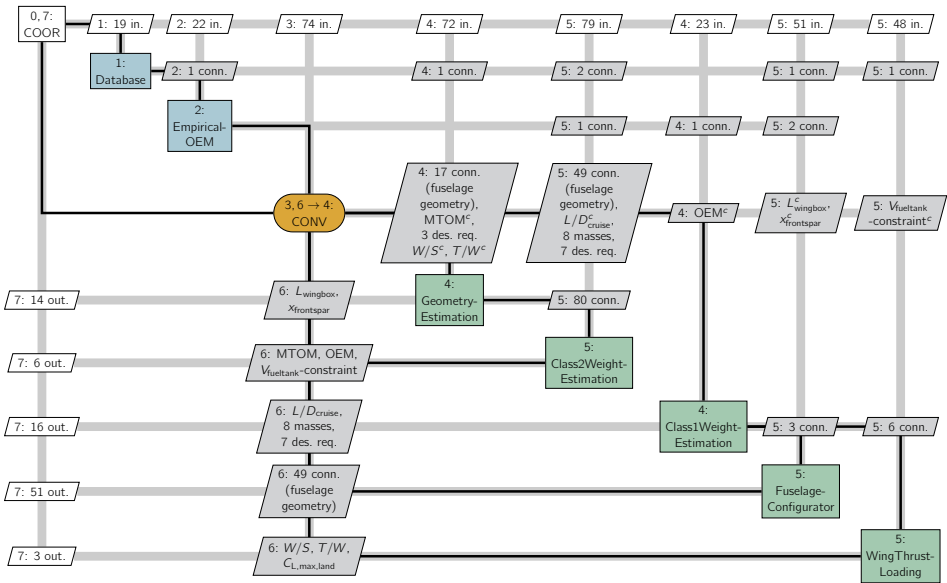 0, 7:
COOR
1: 19 in.
2: 22 in.
3: 74 in.
4: 72 in.
5: 79 in.
4: 23 in.
5: 51 in.
5: 48 in.
1:
Database
2: 1 conn.
4: 1 conn.
5: 2 conn.
5: 1 conn.
5: 1 conn.
2:
Empirical-
OEM
5: 1 conn.
4: 1 conn.
5: 2 conn.
3, 6 → 4:
CONV
4: 17 conn.
(fuselage
geometry),
MTOM^c,
3 des. req.
W/S^c, T/W^c
5: 49 conn.
(fuselage
geometry),
L/D^c_cruise,
8 masses,
7 des. req.
4: OEM^c
5: L^c_wingbox,
x^c_frontspar
5: V_fueltank
-constraint^c
7: 14 out.
6: L_wingbox,
x_frontspar
4:
Geometry-
Estimation
5: 80 conn.
7: 6 out.
6: MTOM, OEM,
V_fueltank-constraint
5:
Class2Weight-
Estimation
7: 16 out.
6: L/D_cruise,
8 masses,
7 des. req.
4:
Class1Weight-
Estimation
5: 3 conn.
5: 6 conn.
7: 51 out.
6: 49 conn.
(fuselage
geometry)
5:
Fuselage-
Configurator
7: 3 out.
6: W/S, T/W,
C_L,max,land
5:
WingThrust-
Loading